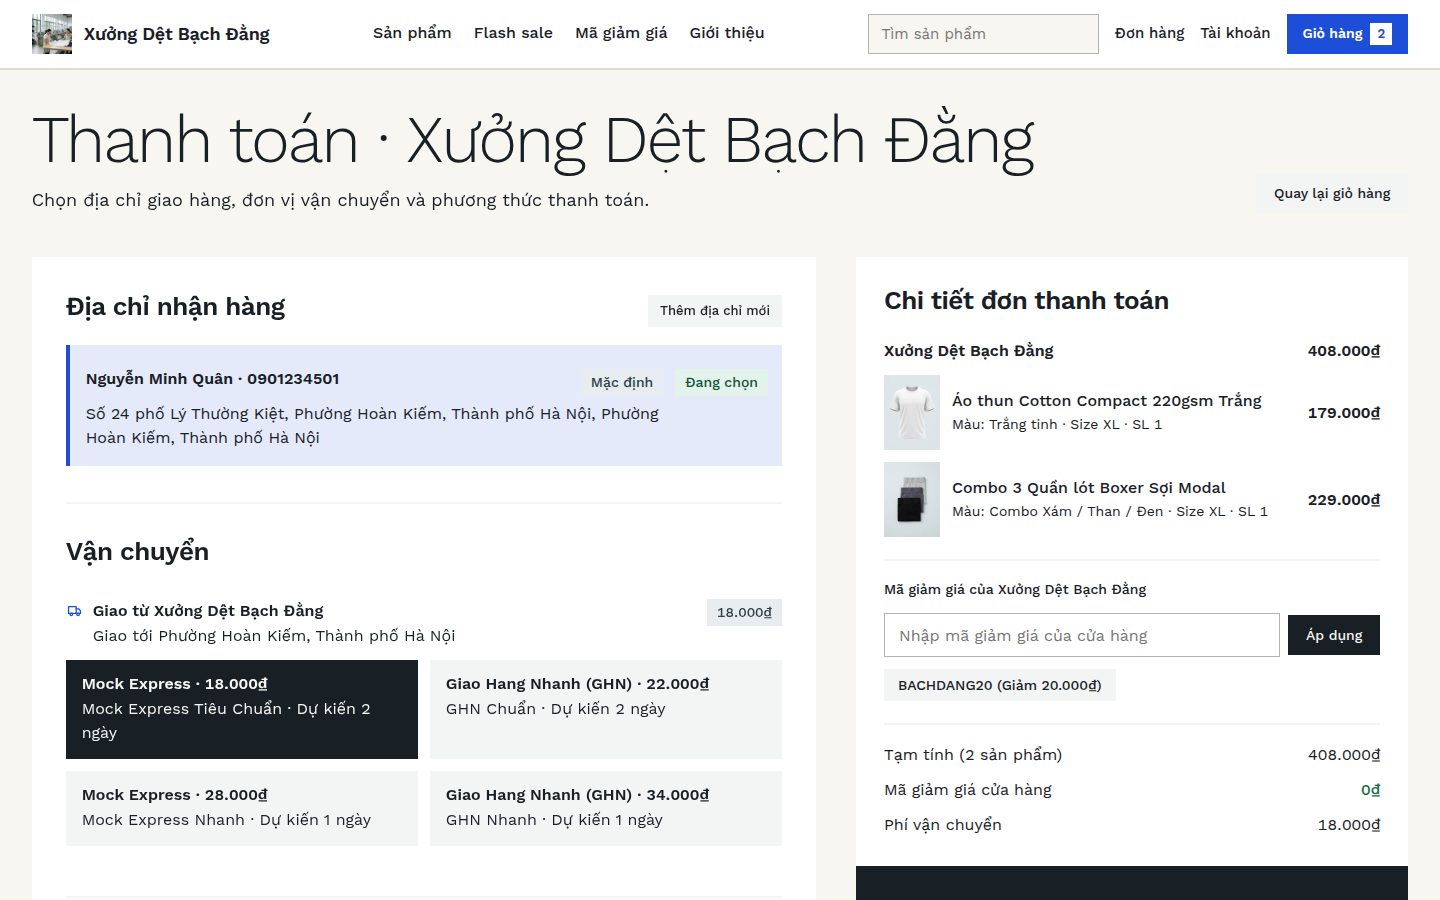 Xưởng Dệt Bạch Đằng
Sản phẩm
Flash sale
Mã giảm giá
Giới thiệu
Tìm sản phẩm
Đơn hàng
Tài khoản
Giỏ hàng 2
Thanh toán · Xưởng Dệt Bạch Đằng
Chọn địa chỉ giao hàng, đơn vị vận chuyển và phương thức thanh toán.
Quay lại giỏ hàng
Địa chỉ nhận hàng
Thêm địa chỉ mới
Nguyễn Minh Quân · 0901234501
Mặc định
Đang chọn
Số 24 phố Lý Thường Kiệt, Phường Hoàn Kiếm, Thành phố Hà Nội, Phường
Hoàn Kiếm, Thành phố Hà Nội
Vận chuyển
Giao từ Xưởng Dệt Bạch Đằng
18.000₫
Giao tới Phường Hoàn Kiếm, Thành phố Hà Nội
Mock Express · 18.000₫
Mock Express Tiêu Chuẩn · Dự kiến 2
ngày
Giao Hang Nhanh (GHN) · 22.000₫
GHN Chuẩn · Dự kiến 2 ngày
Mock Express · 28.000₫
Mock Express Nhanh · Dự kiến 1 ngày
Giao Hang Nhanh (GHN) · 34.000₫
GHN Nhanh · Dự kiến 1 ngày
Chi tiết đơn thanh toán
Xưởng Dệt Bạch Đằng
408.000₫
Áo thun Cotton Compact 220gsm Trắng
Màu: Trắng tinh · Size XL · SL 1
179.000₫
Combo 3 Quần lót Boxer Sợi Modal
Màu: Combo Xám / Than / Đen · Size XL · SL 1
229.000₫
Mã giảm giá của Xưởng Dệt Bạch Đằng
Nhập mã giảm giá của cửa hàng
Áp dụng
BACHDANG20 (Giảm 20.000₫)
Tạm tính (2 sản phẩm)
408.000₫
Mã giảm giá cửa hàng
0₫
Phí vận chuyển
18.000₫